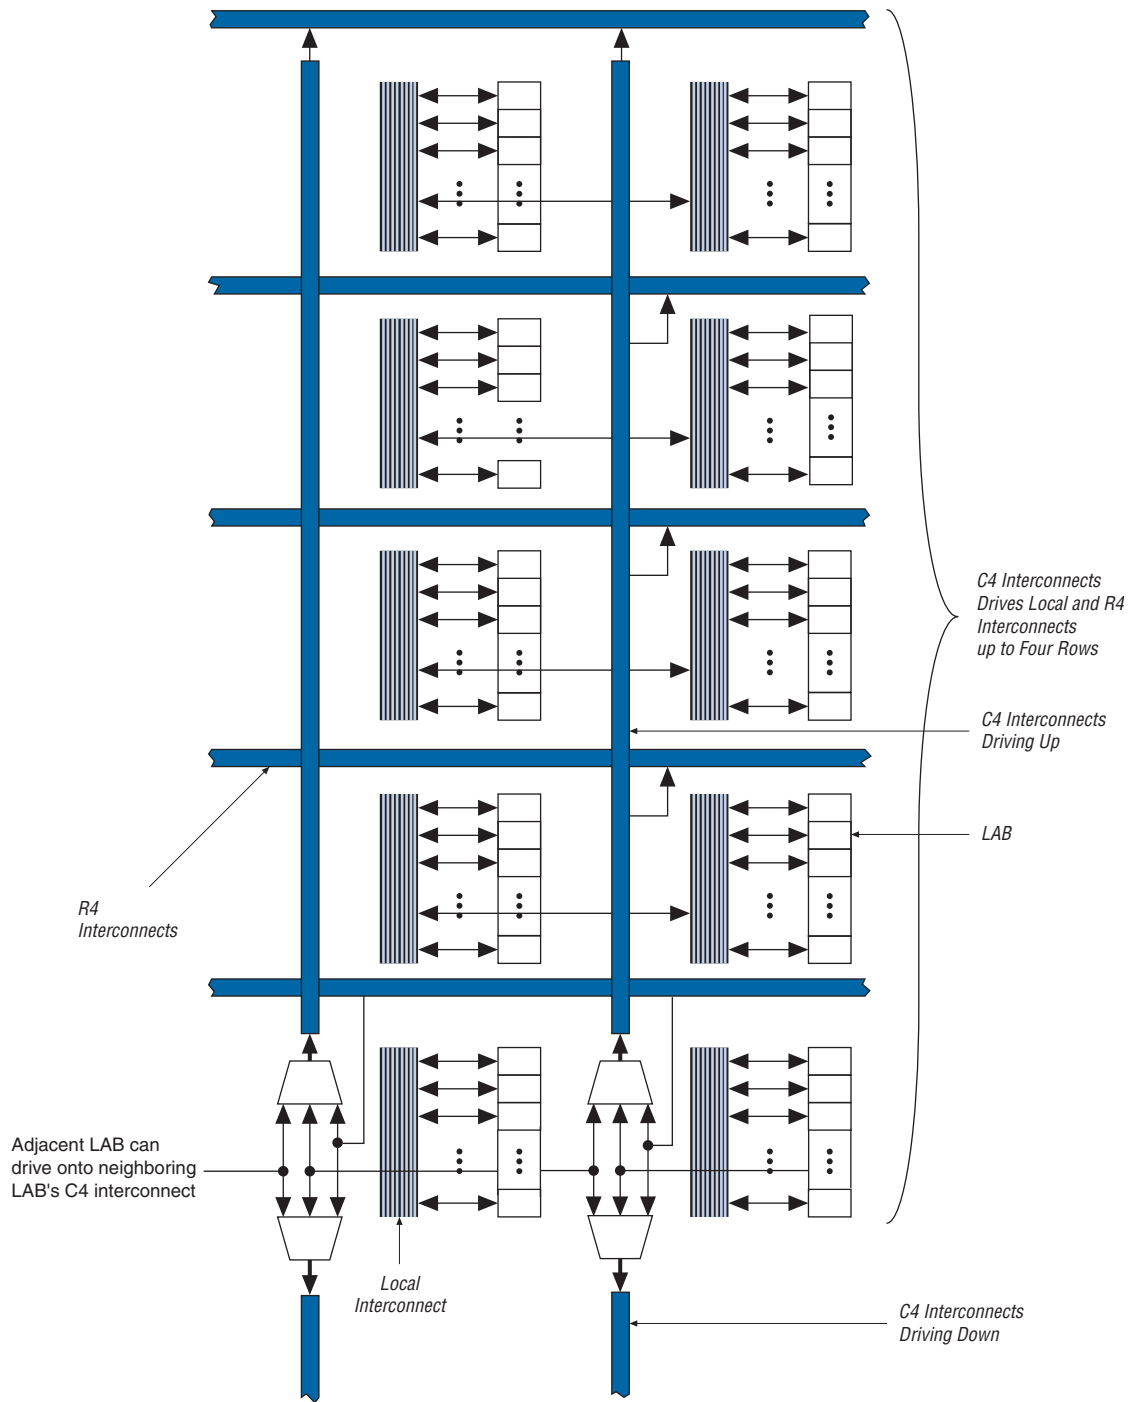 C4 Interconnects
Drives Local and R4
Interconnects
up to Four Rows
C4 Interconnects
Driving Up
LAB
R4
Interconnects
Adjacent LAB can
drive onto neighboring
LAB's C4 interconnect
Local
Interconnect
C4 Interconnects
Driving Down